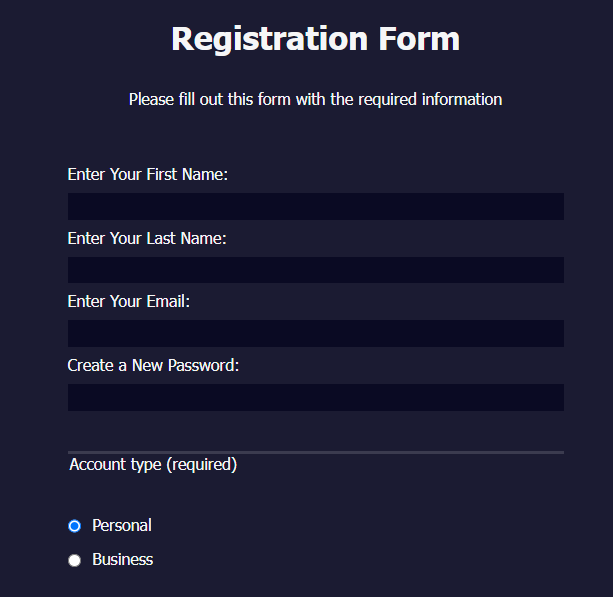 Registration Form
Please fill out this form with the required information
Enter Your First Name:
Enter Your Last Name:
Enter Your Email:
Create a New Password:
Account type (required)
Personal
Business